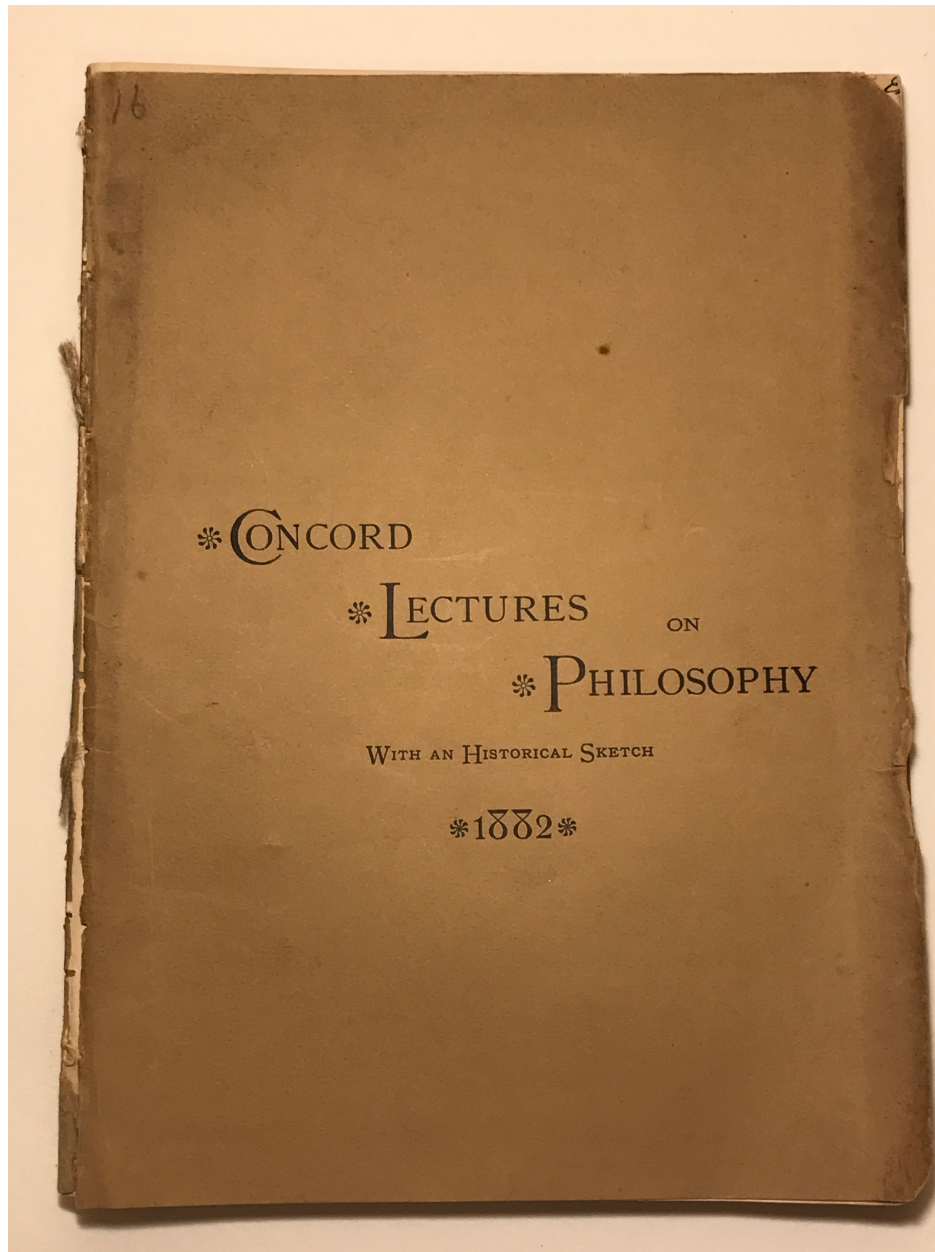 16
CONCORD
LECTURES ON
PHILOSOPHY
WITH AN HISTORICAL SKETCH
1882